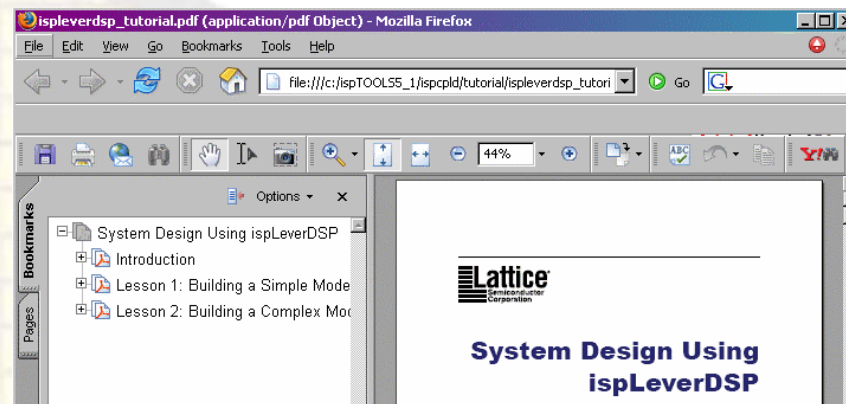 ispleverdsp_tutorial.pdf (application/pdf Object) - Mozilla Firefox
File Edit View Go Bookmarks Tools Help
file:///c:/ispTOOLS5_1/ispcpld/tutorial/ispleverdsp_tutori Go G
44% ABC Y!
Bookmarks
Pages
Options x
System Design Using ispLeverDSP
Introduction
Lesson 1: Building a Simple Mode
Lesson 2: Building a Complex Moc
Lattice
Semiconductor
Corporation
System Design Using
ispLeverDSP